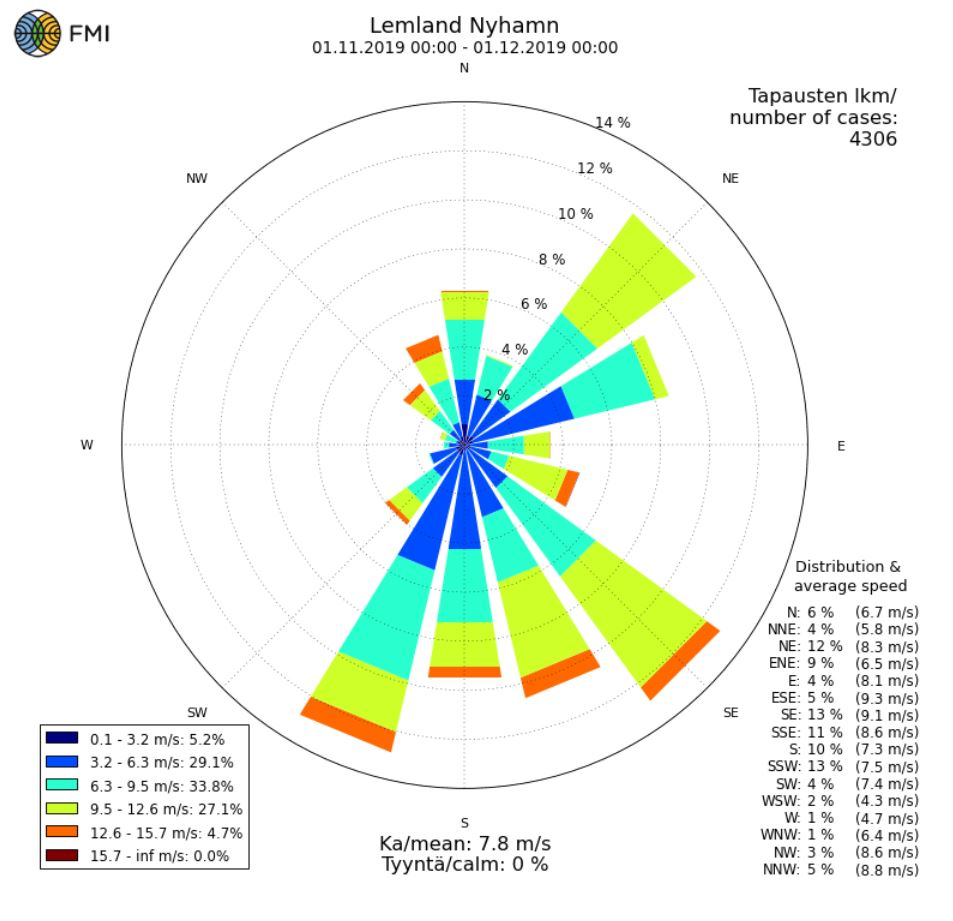 FMI
Lemland Nyhamn
01.11.2019 00:00 - 01.12.2019 00:00
N
Tapausten lkm/
number of cases:
4306
14 %
12 %
10 %
8 %
6 %
4 %
2 %
NW
NE
W
E
SW
SE
S
Distribution &
average speed
N: 6 % (6.7 m/s)
NNE: 4 % (5.8 m/s)
NE: 12 % (8.3 m/s)
ENE: 9 % (6.5 m/s)
E: 4 % (8.1 m/s)
ESE: 5 % (9.3 m/s)
SE: 13 % (9.1 m/s)
SSE: 11 % (8.6 m/s)
S: 10 % (7.3 m/s)
SSW: 13 % (7.5 m/s)
SW: 4 % (7.4 m/s)
WSW: 2 % (4.3 m/s)
W: 1 % (4.7 m/s)
WNW: 1 % (6.4 m/s)
NW: 3 % (8.6 m/s)
NNW: 5 % (8.8 m/s)
0.1 - 3.2 m/s: 5.2%
3.2 - 6.3 m/s: 29.1%
6.3 - 9.5 m/s: 33.8%
9.5 - 12.6 m/s: 27.1%
12.6 - 15.7 m/s: 4.7%
15.7 - inf m/s: 0.0%
Ka/mean: 7.8 m/s
Tyyntä/calm: 0 %